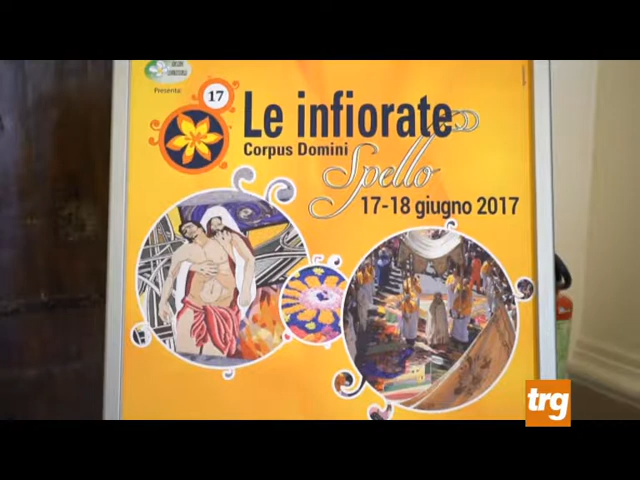 Presenta:
17
Le infiorate
Corpus Domini
Spello
17-18 giugno 2017
trg